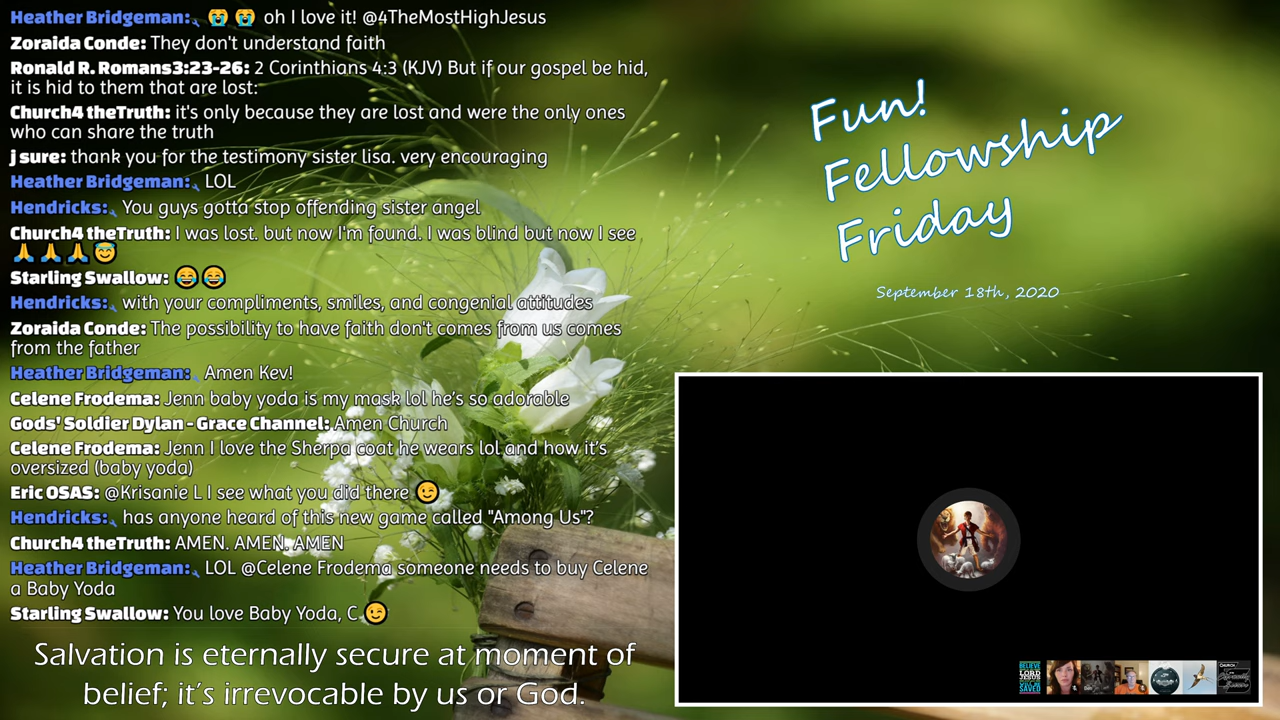 Heather Bridgeman: 😭 😭 oh I love it! @4TheMostHighJesus
Zoraida Conde: They don't understand faith
Ronald R. Romans3:23-26: 2 Corinthians 4:3 (KJV) But if our gospel be hid,
it is hid to them that are lost:
Church4 theTruth: it's only because they are lost and were the only ones
who can share the truth
j sure: thank you for the testimony sister lisa. very encouraging
Heather Bridgeman: LOL
Hendricks: You guys gotta stop offending sister angel
Church4 theTruth: I was lost. but now I'm found. I was blind but now I see
🙏 🙏 🙏 😇
Starling Swallow: 😂 😂
Hendricks: with your compliments, smiles, and congenial attitudes
Zoraida Conde: The possibility to have faith don't comes from us comes
from the father
Heather Bridgeman: Amen Kev!
Celene Frodema: Jenn baby yoda is my mask lol he's so adorable
Gods' Soldier Dylan - Grace Channel: Amen Church
Celene Frodema: Jenn I love the Sherpa coat he wears lol and how it's
oversized (baby yoda)
Eric OSAS: @Krisanie L I see what you did there 😉
Hendricks: has anyone heard of this new game called "Among Us"?
Church4 theTruth: AMEN. AMEN. AMEN
Heather Bridgeman: LOL @Celene Frodema someone needs to buy Celene
a Baby Yoda
Starling Swallow: You love Baby Yoda, C 😉
Salvation is eternally secure at moment of
belief; it's irrevocable by us or God.
Fun!
Fellowship
Friday
September 18th, 2020
BELIEVE
LORD
JESUS
SAVED